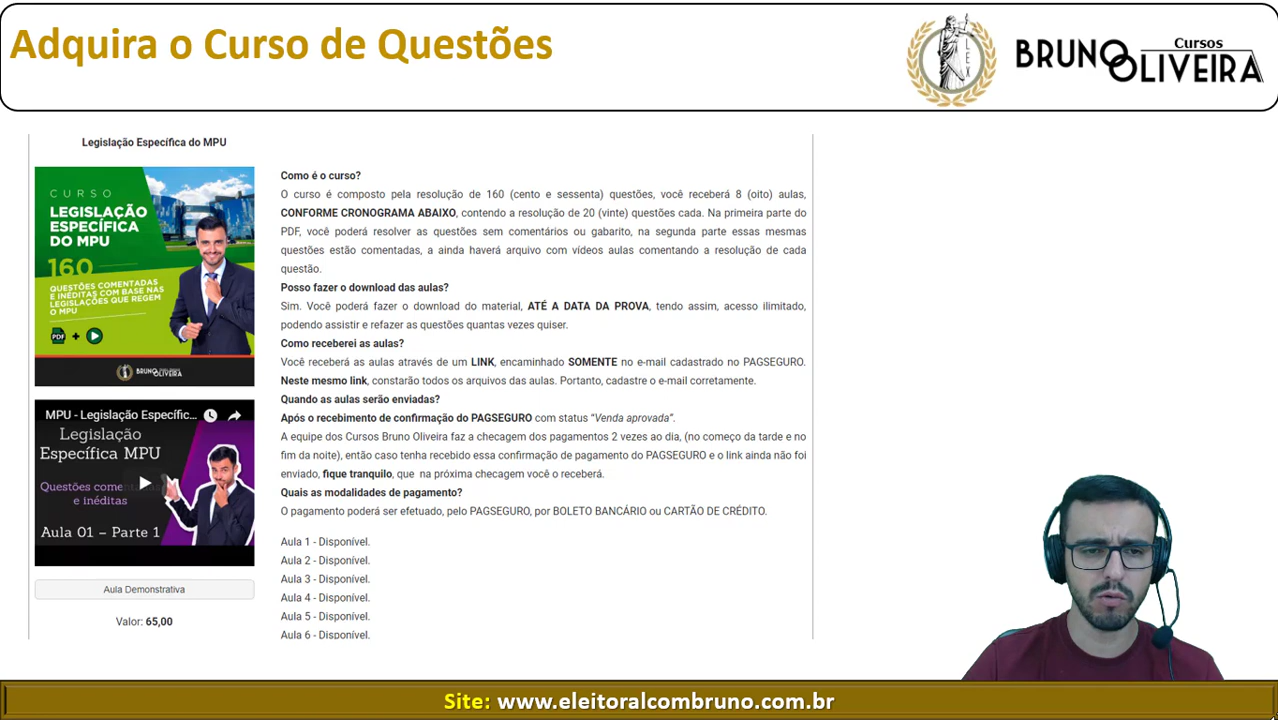 Adquira o Curso de Questões
Cursos
BRUNO
OLIVEIRA
LEX
Legislação Específica do MPU
CURSO
LEGISLAÇÃO
ESPECÍFICA
DO MPU
160
QUESTÕES COMENTADAS
E INÉDITAS COM BASE NAS
LEGISLAÇÕES QUE REGEM
O MPU
PDF +
BRUNO
OLIVEIRA
MPU - Legislação Específic...
Legislação
Específica MPU
Questões come
e inéditas
Aula 01 – Parte 1
Aula Demonstrativa
Valor: 65,00
Como é o curso?
O curso é composto pela resolução de 160 (cento e sessenta) questões, você receberá 8 (oito) aulas,
CONFORME CRONOGRAMA ABAIXO, contendo a resolução de 20 (vinte) questões cada. Na primeira parte do
PDF, você poderá resolver as questões sem comentários ou gabarito, na segunda parte essas mesmas
questões estão comentadas, a ainda haverá arquivo com vídeos aulas comentando a resolução de cada
questão.
Posso fazer o download das aulas?
Sim. Você poderá fazer o download do material, ATÉ A DATA DA PROVA, tendo assim, acesso ilimitado,
podendo assistir e refazer as questões quantas vezes quiser.
Como receberei as aulas?
Você receberá as aulas através de um LINK, encaminhado SOMENTE no e-mail cadastrado no PAGSEGURO.
Neste mesmo link, constarão todos os arquivos das aulas. Portanto, cadastre o e-mail corretamente.
Quando as aulas serão enviadas?
Após o recebimento de confirmação do PAGSEGURO com status “Venda aprovada”.
A equipe dos Cursos Bruno Oliveira faz a checagem dos pagamentos 2 vezes ao dia, (no começo da tarde e no
fim da noite), então caso tenha recebido essa confirmação de pagamento do PAGSEGURO e o link ainda não foi
enviado, fique tranquilo, que na próxima checagem você o receberá.
Quais as modalidades de pagamento?
O pagamento poderá ser efetuado, pelo PAGSEGURO, por BOLETO BANCÁRIO ou CARTÃO DE CRÉDITO.
Aula 1 - Disponível.
Aula 2 - Disponível.
Aula 3 - Disponível.
Aula 4 - Disponível.
Aula 5 - Disponível.
Aula 6 - Disponível.
Site: www.eleitoralcombruno.com.br